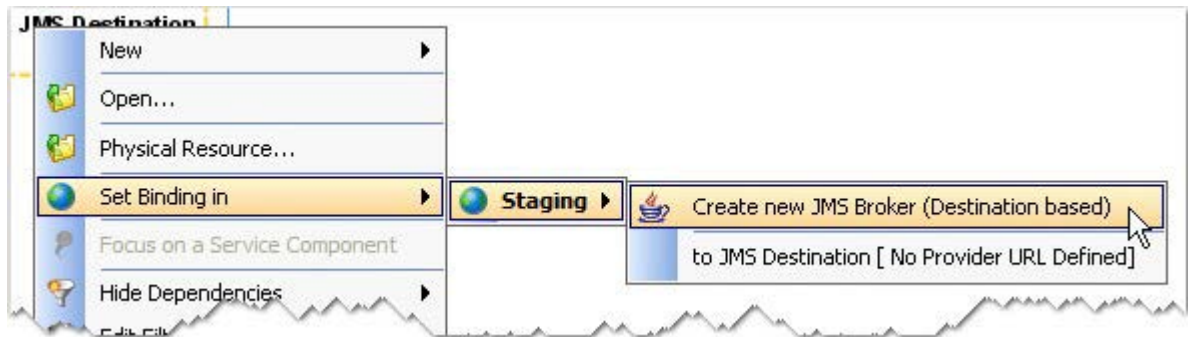 JMS Destination
New
Open...
Physical Resource...
Set Binding in
Staging
Create new JMS Broker (Destination based)
Focus on a Service Component
to JMS Destination [ No Provider URL Defined]
Hide Dependencies
Edit